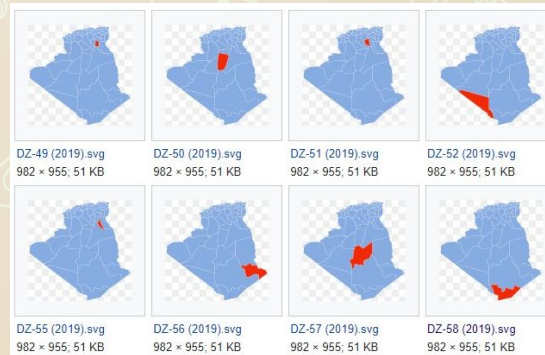 DZ-49 (2019).svg
982 × 955; 51 KB
DZ-50 (2019).svg
982 × 955; 51 KB
DZ-51 (2019).svg
982 × 955; 51 KB
DZ-52 (2019).svg
982 × 955; 51 KB
DZ-55 (2019).svg
982 × 955; 51 KB
DZ-56 (2019).svg
982 × 955; 51 KB
DZ-57 (2019).svg
982 × 955; 51 KB
DZ-58 (2019).svg
982 × 955; 51 KB